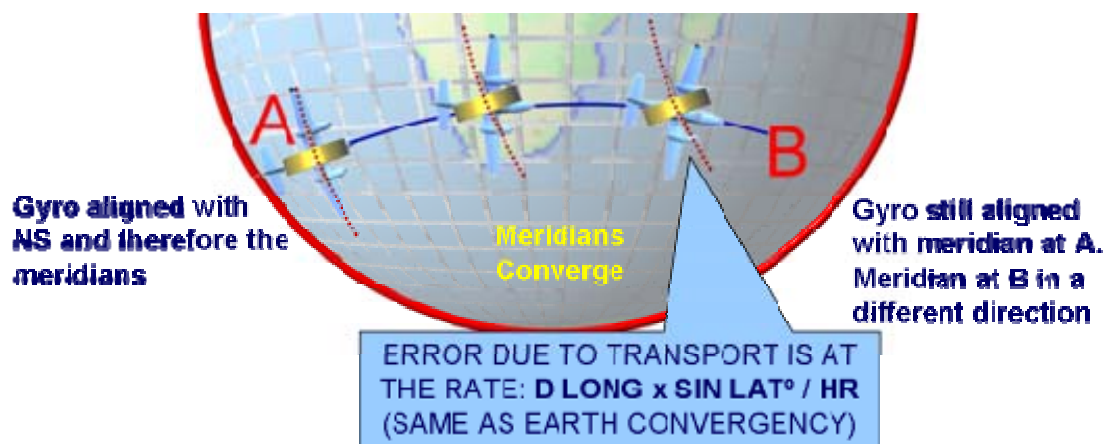 A
B
Gyro aligned with
NS and therefore the
meridians
Meridians
Converge
Gyro still aligned
with meridian at A.
Meridian at B in a
different direction
ERROR DUE TO TRANSPORT IS AT
THE RATE: D LONG x SIN LATº / HR
(SAME AS EARTH CONVERGENCY)